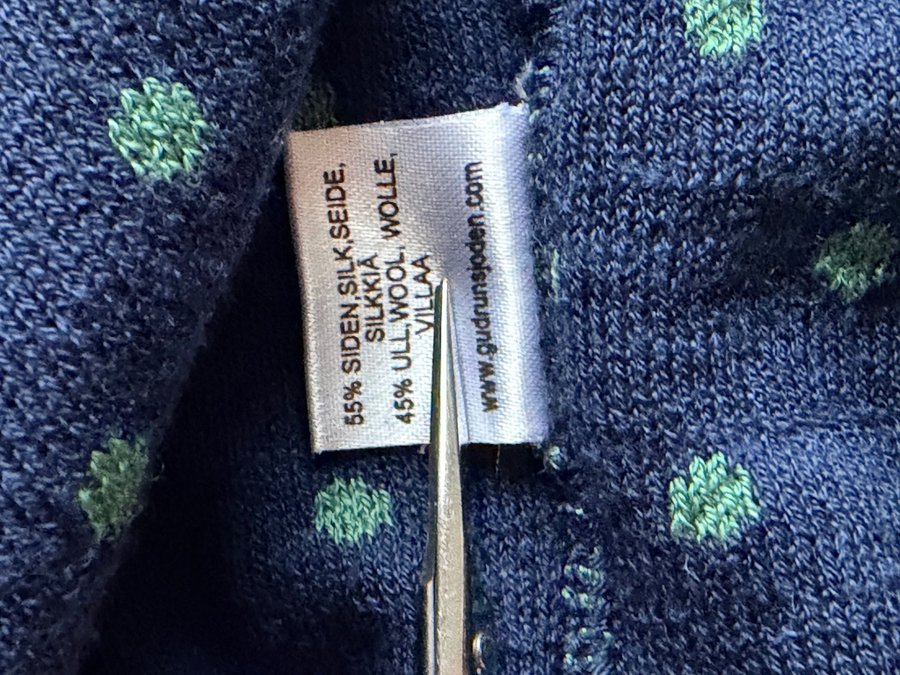 55% SIDEN,SILK,SEIDE,
SILKKIÄ
45% ULL,WOOL, WOLLE,
VILLAA
www.gudrunsjoden.com